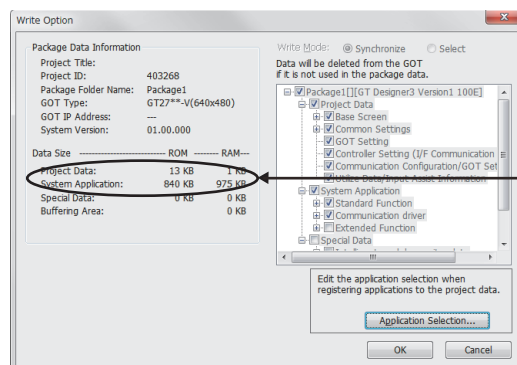 Write Option
Package Data Information
Project Title:
Project ID: 403268
Package Folder Name: Package1
GOT Type: GT27**-V(640x480)
GOT IP Address: ---
System Version: 01.00.000
Data Size -------------------- ROM -------- RAM---
Project Data: 13 KB 1 KB
System Application: 840 KB 975 KB
Special Data: 0 KB 0 KB
Buffering Area: 0 KB
Write Mode: Synchronize Select
Data will be deleted from the GOT
if it is not used in the package data.
Package1[][GT Designer3 Version1 100E]
Project Data
Base Screen
Common Settings
GOT Setting
Controller Setting (I/F Communication
Communication Configuration/GOT Set
Utilize Data/Input Assist Information
System Application
Standard Function
Communication driver
Extended Function
Special Data
Edit the application selection when
registering applications to the project data.
Application Selection...
OK Cancel